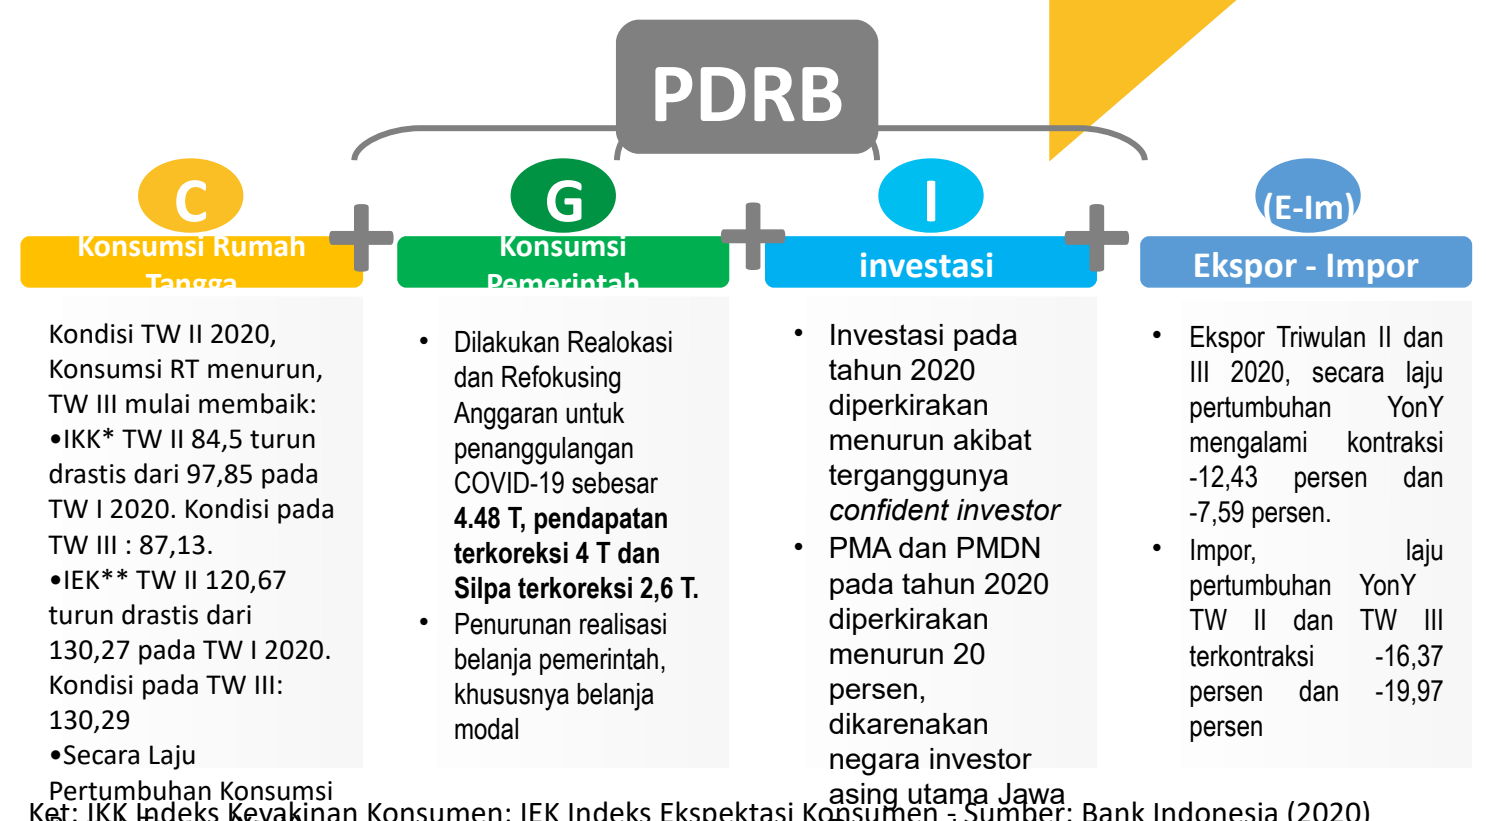 PDRB
C
Konsumsi Rumah
Tangga
Kondisi TW II 2020,
Konsumsi RT menurun,
TW III mulai membaik:
•IKK* TW II 84,5 turun
drastis dari 97,85 pada
TW I 2020. Kondisi pada
TW III : 87,13.
•IEK** TW II 120,67
turun drastis dari
130,27 pada TW I 2020.
Kondisi pada TW III:
130,29
•Secara Laju
Pertumbuhan Konsumsi
+
G
Konsumsi
Pemerintah
• Dilakukan Realokasi
dan Refokusing
Anggaran untuk
penanggulangan
COVID-19 sebesar
4.48 T, pendapatan
terkoreksi 4 T dan
Silpa terkoreksi 2,6 T.
• Penurunan realisasi
belanja pemerintah,
khususnya belanja
modal
+
I
investasi
• Investasi pada
tahun 2020
diperkirakan
menurun akibat
terganggunya
confident investor
• PMA dan PMDN
pada tahun 2020
diperkirakan
menurun 20
persen,
dikarenakan
negara investor
asing utama Jawa
+
(E-Im)
Ekspor - Impor
• Ekspor Triwulan II dan
III 2020, secara laju
pertumbuhan YonY
mengalami kontraksi
-12,43 persen dan
-7,59 persen.
• Impor, laju
pertumbuhan YonY
TW II dan TW III
terkontraksi -16,37
persen dan -19,97
persen
Ket: IKK Indeks Keyakinan Konsumen; IEK Indeks Ekspektasi Konsumen - Sumber: Bank Indonesia (2020)